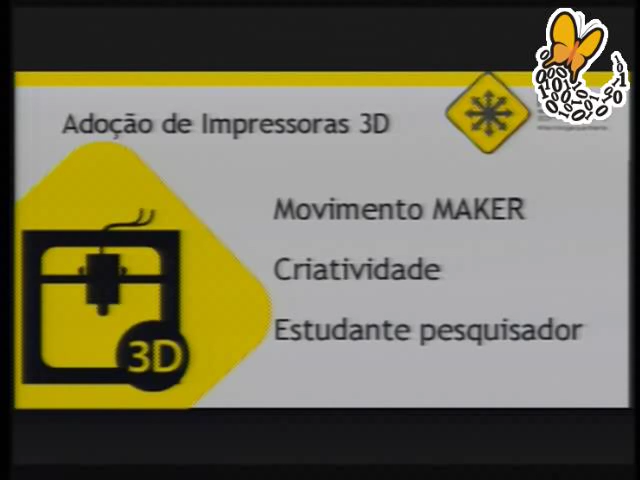 Adoção de Impressoras 3D
Movimento MAKER
Criatividade
Estudante pesquisador
3D